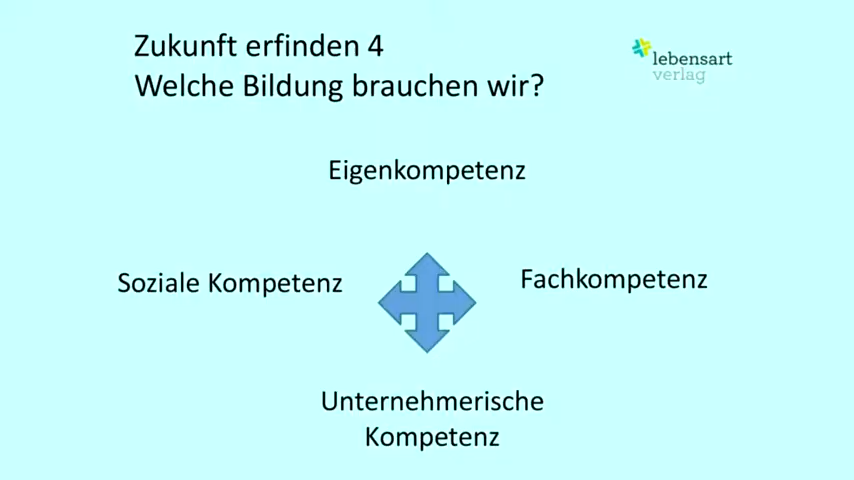 Zukunft erfinden 4
Welche Bildung brauchen wir?
lebensart
verlag
Eigenkompetenz
Soziale Kompetenz
Fachkompetenz
Unternehmerische
Kompetenz